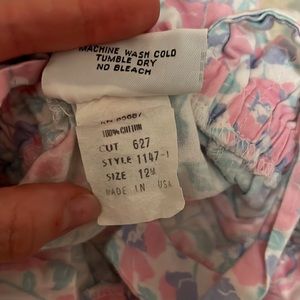 MACHINE WASH COLD
TUMBLE DRY
NO BLEACH
100% COTTON
CUT 627
STYLE 1147-1
SIZE 12M
MADE IN USA